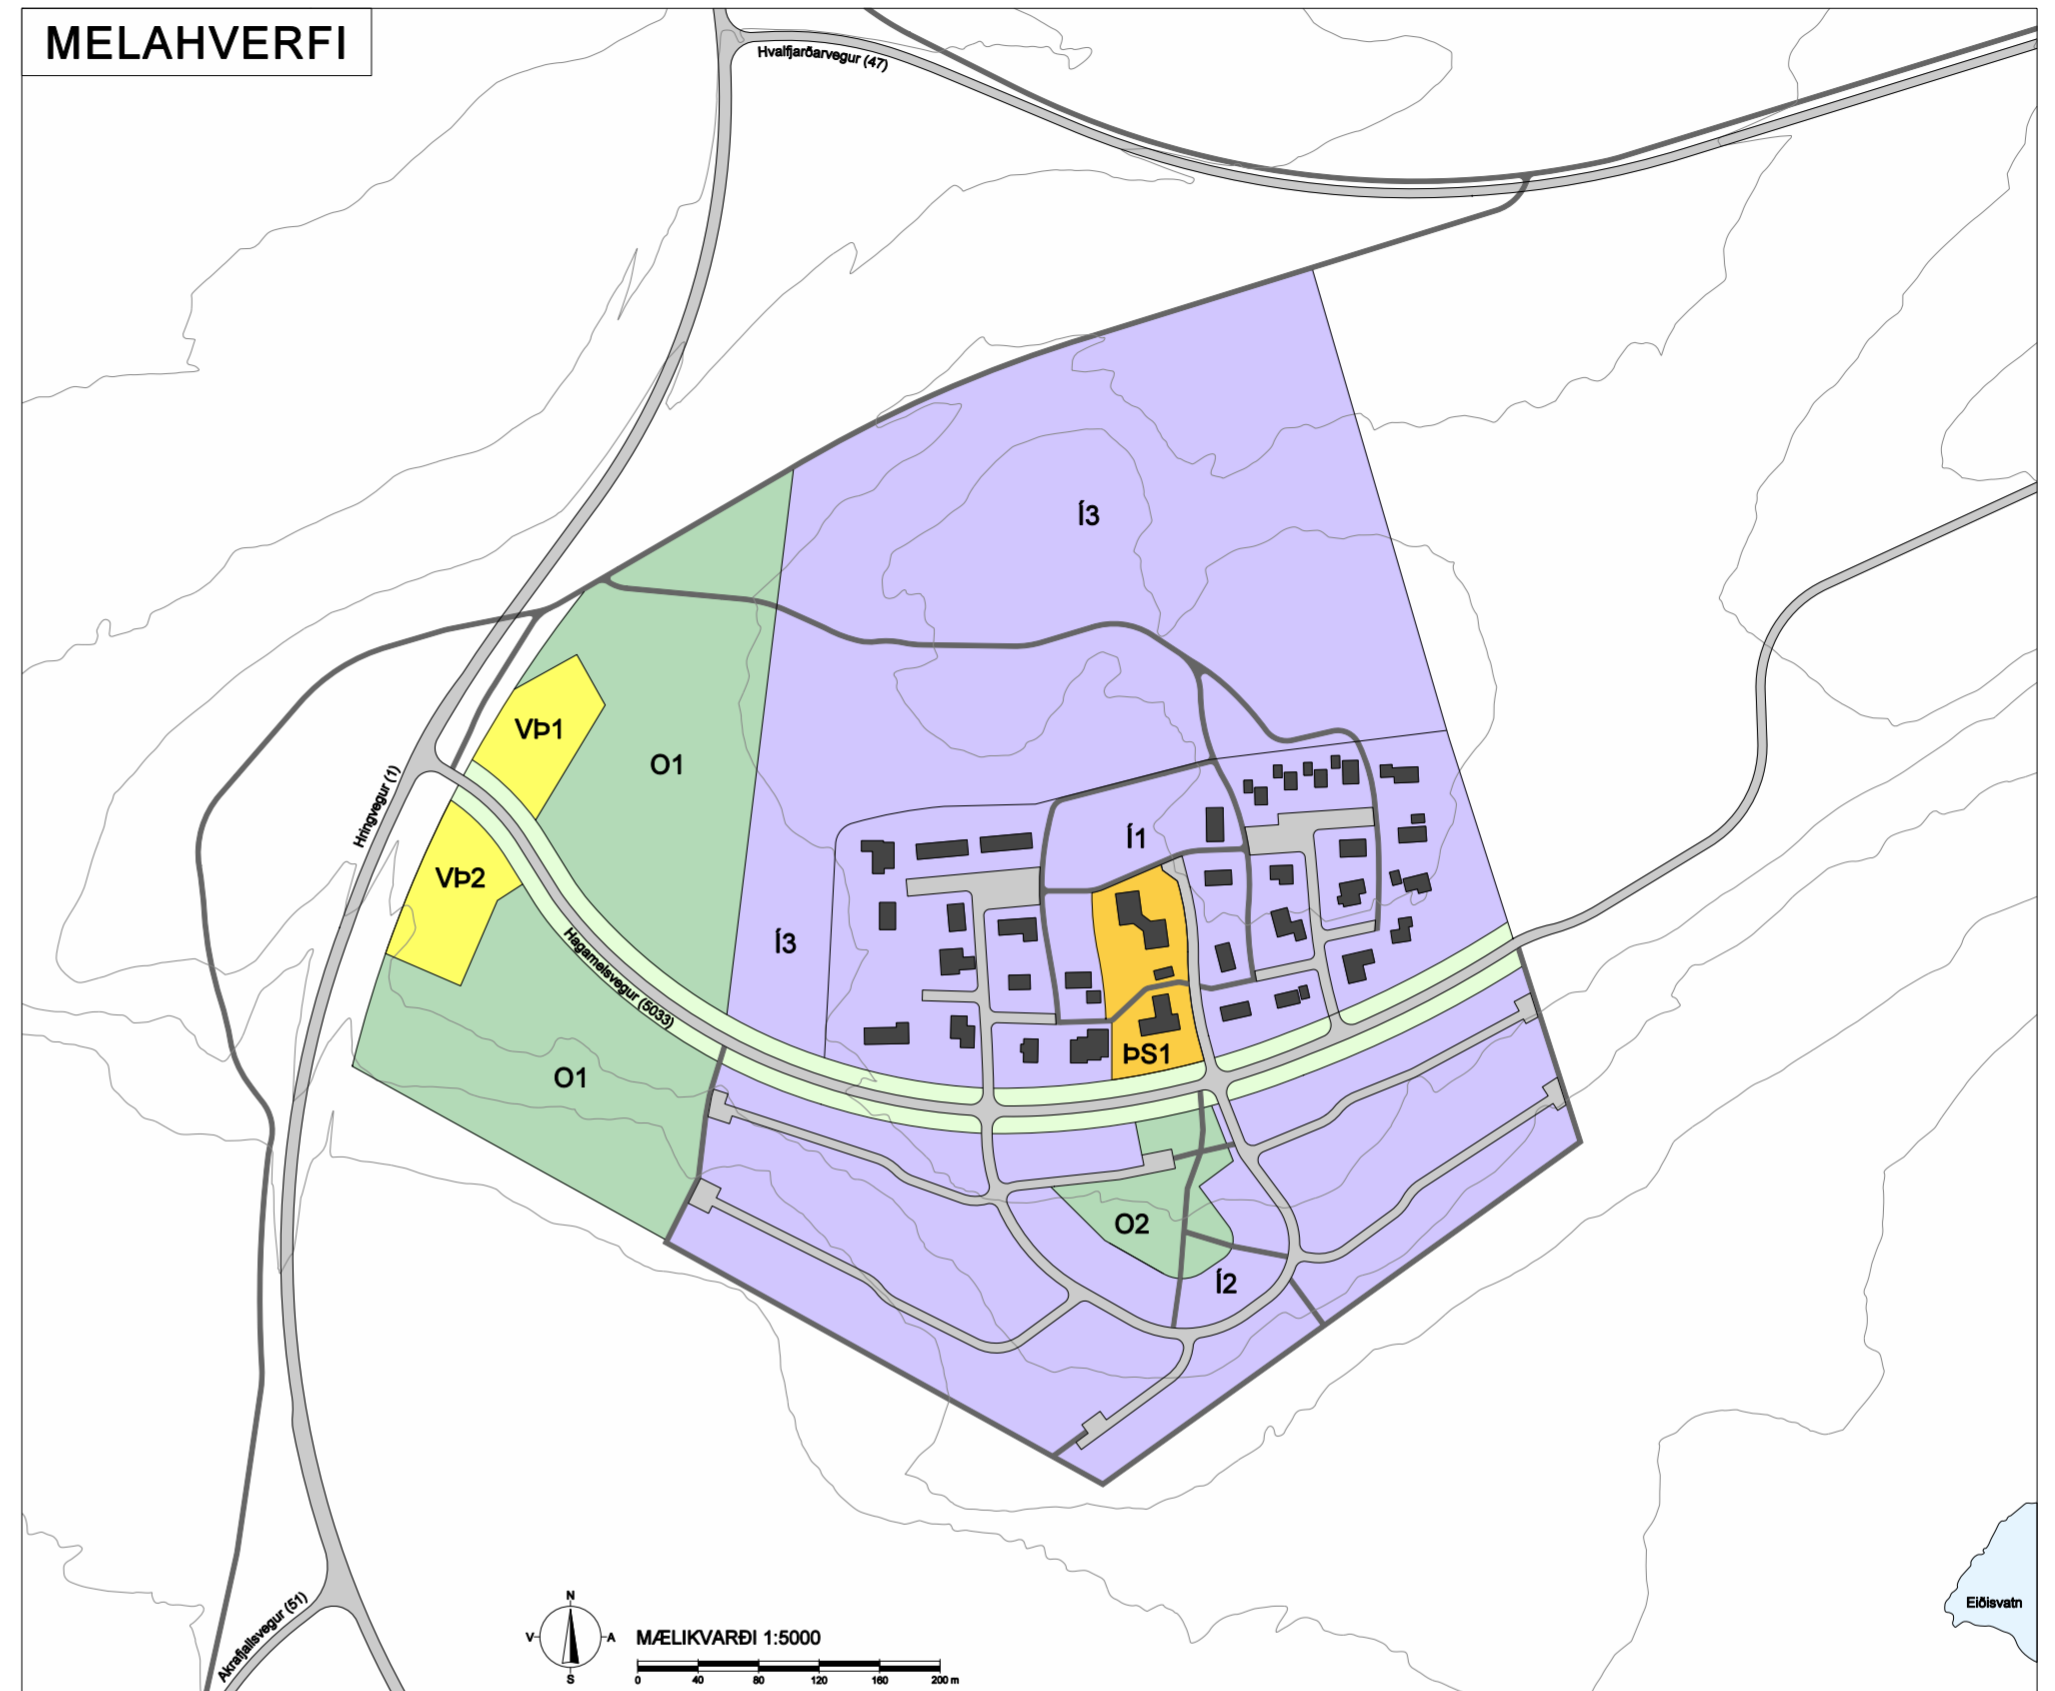 MELAHVERFI
Hvalfjarðarvegur (47)
Í3
VÞ1
O1
Hringvegur (1)
Í1
VÞ2
Í3
Hagamelsvegur (5033)
ÞS1
O1
O2
Í2
Akrafjallsvegur (51)
Eiðisvatn
N
V A
S
MÆLIKVARÐI 1:5000
0 40 80 120 160 200 m